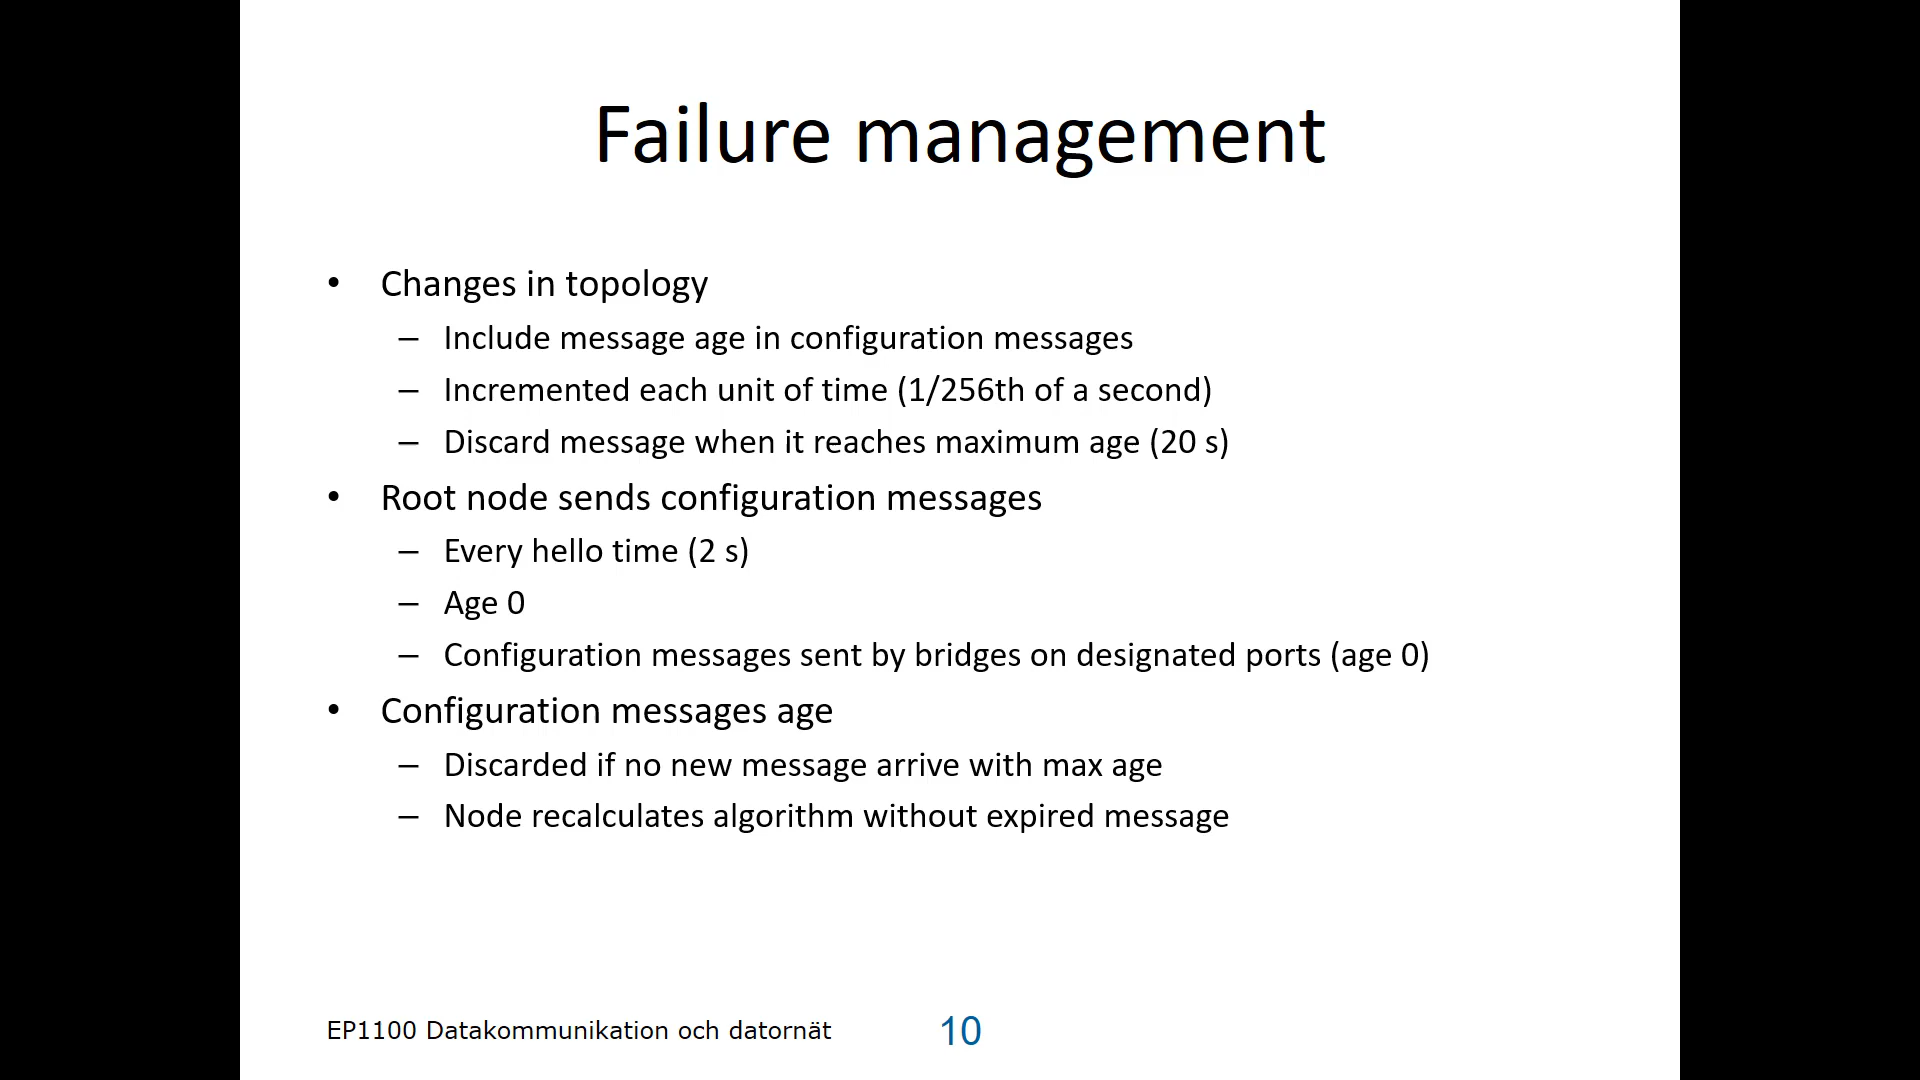 Failure management
• Changes in topology
– Include message age in configuration messages
– Incremented each unit of time (1/256th of a second)
– Discard message when it reaches maximum age (20 s)
• Root node sends configuration messages
– Every hello time (2 s)
– Age 0
– Configuration messages sent by bridges on designated ports (age 0)
• Configuration messages age
– Discarded if no new message arrive with max age
– Node recalculates algorithm without expired message
EP1100 Datakommunikation och datornät 10